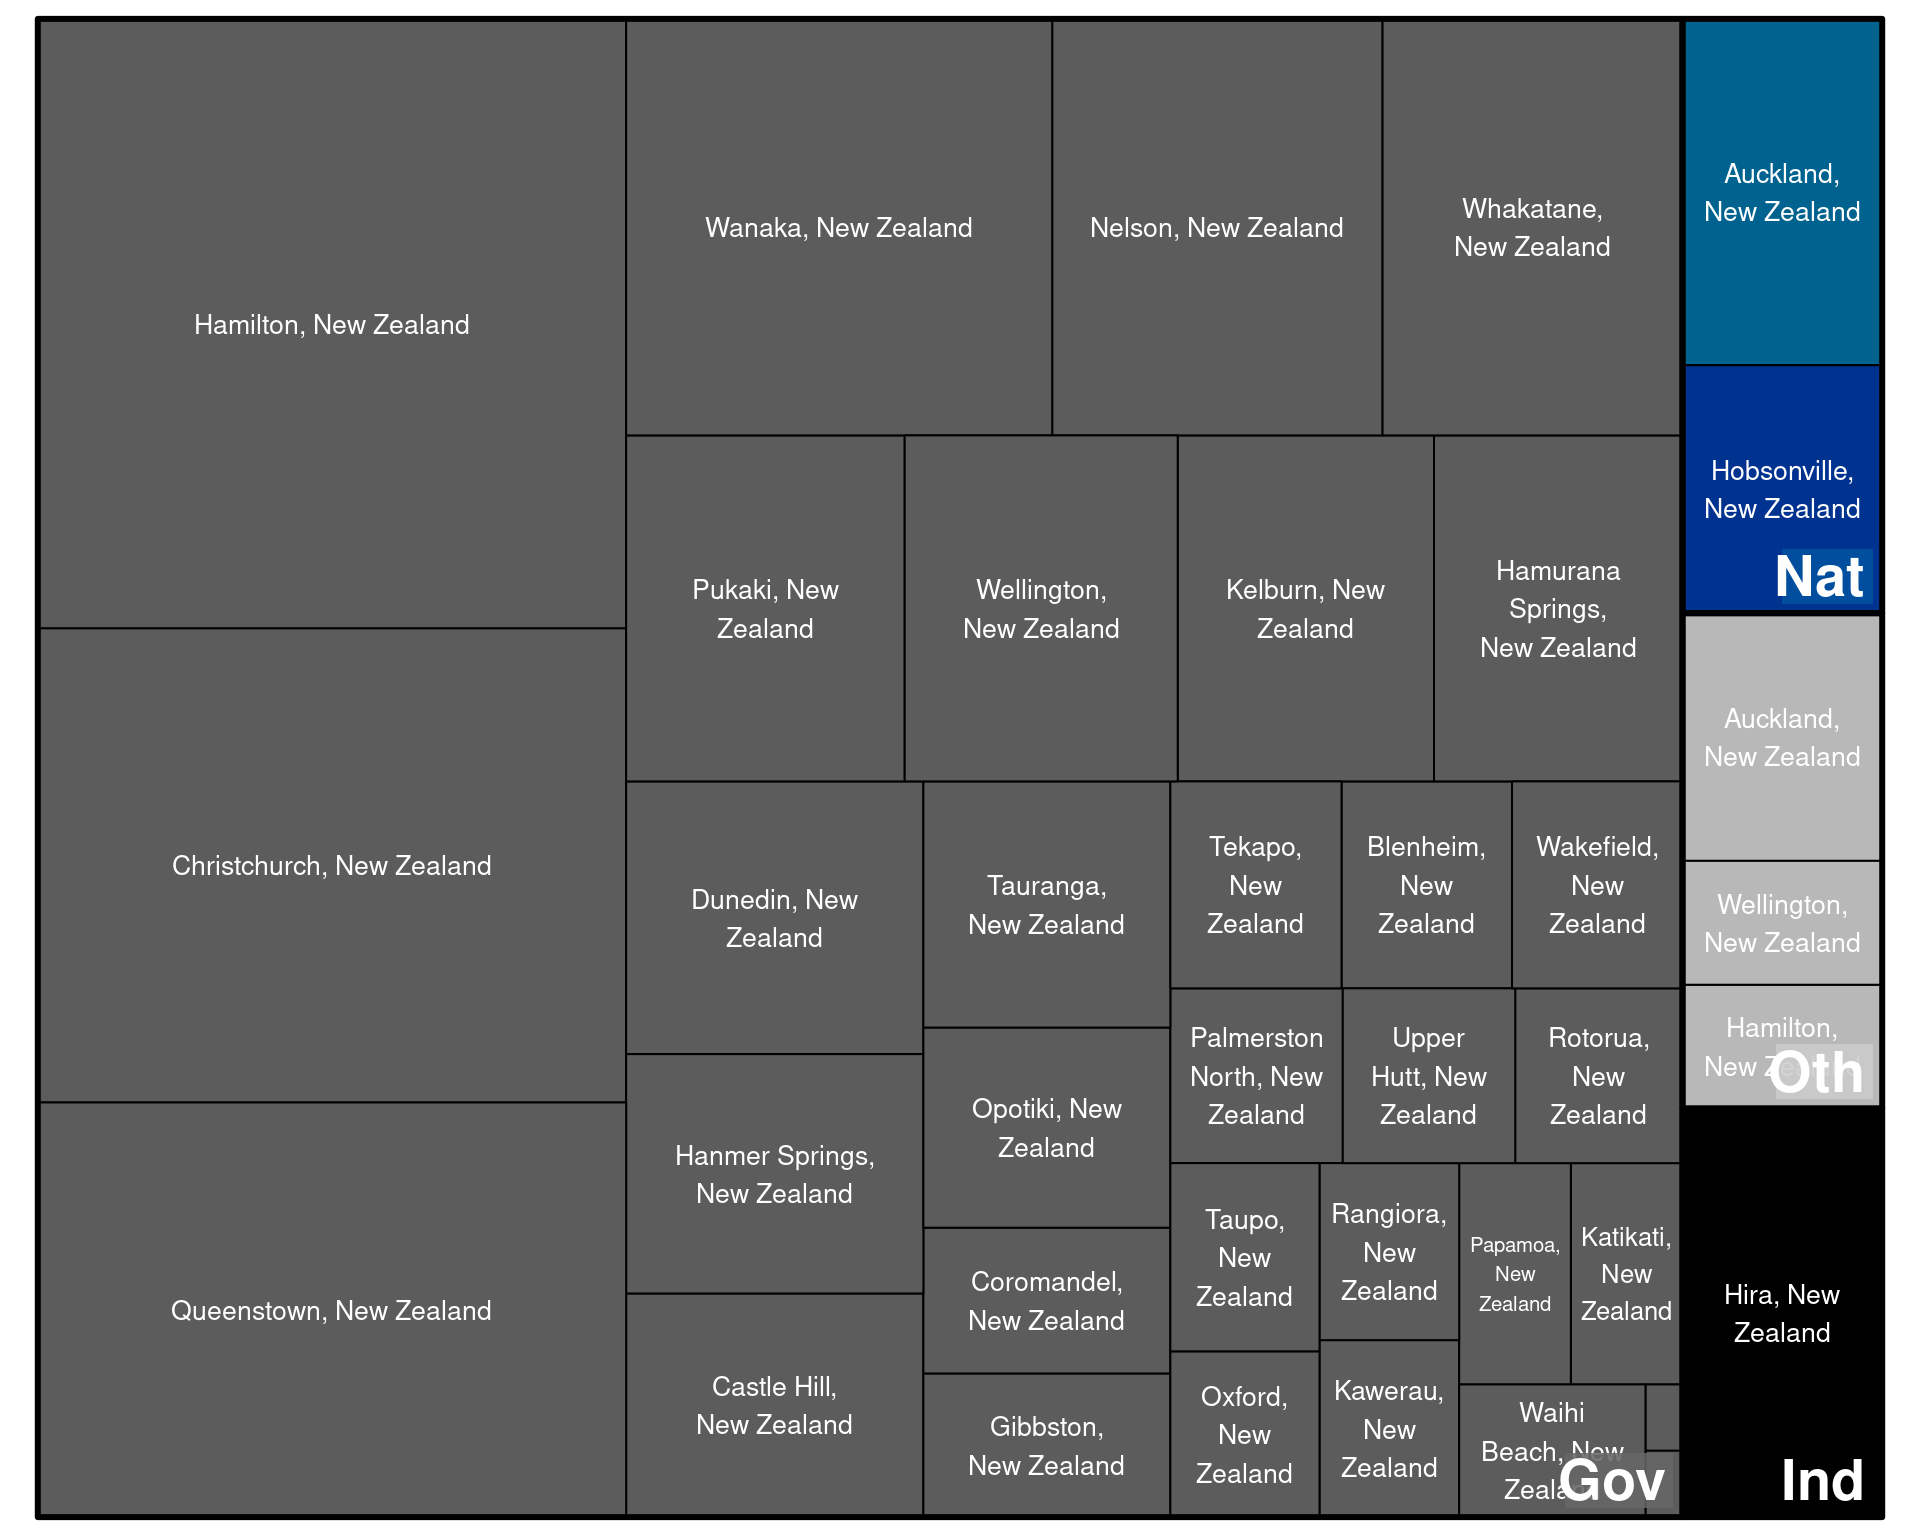 Hamilton, New Zealand
Christchurch, New Zealand
Queenstown, New Zealand
Wanaka, New Zealand
Nelson, New Zealand
Whakatane,
New Zealand
Pukaki, New
Zealand
Wellington,
New Zealand
Kelburn, New
Zealand
Hamurana
Springs,
New Zealand
Dunedin, New
Zealand
Hanmer Springs,
New Zealand
Castle Hill,
New Zealand
Tauranga,
New Zealand
Opotiki, New
Zealand
Coromandel,
New Zealand
Gibbston,
New Zealand
Tekapo,
New
Zealand
Blenheim,
New
Zealand
Wakefield,
New
Zealand
Palmerston
North, New
Zealand
Upper
Hutt, New
Zealand
Rotorua,
New
Zealand
Taupo,
New
Zealand
Oxford,
New
Zealand
Rangiora,
New
Zealand
Kawerau,
New
Zealand
Papamoa,
New
Zealand
Katikati,
New
Zealand
Waihi
Beach, New
Zealand
Gov
Auckland,
New Zealand
Hobsonville,
New Zealand
Nat
Auckland,
New Zealand
Wellington,
New Zealand
Hamilton,
New Zealand
Oth
Hira, New
Zealand
Ind